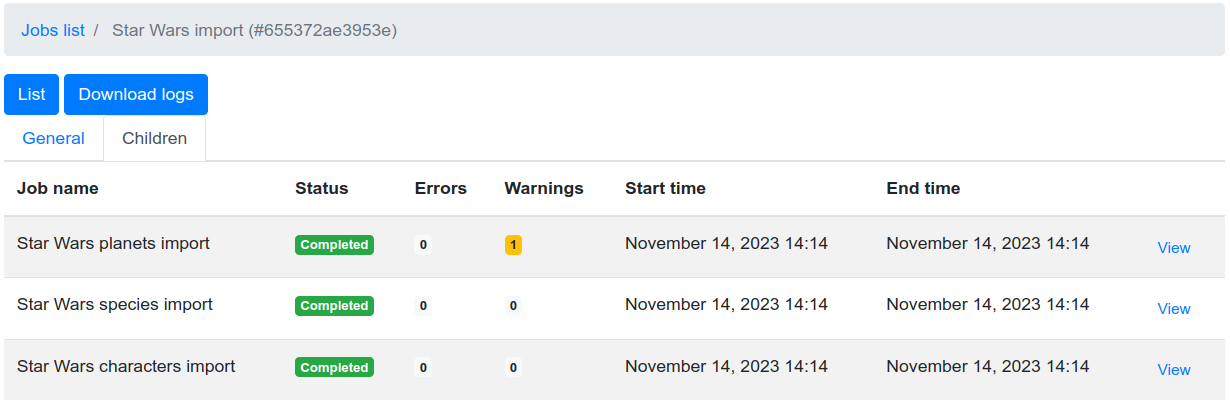 Jobs list / Star Wars import (#655372ae3953e)
List Download logs
General Children
Job name Status Errors Warnings Start time End time
Star Wars planets import Completed 0 1 November 14, 2023 14:14 November 14, 2023 14:14 View
Star Wars species import Completed 0 0 November 14, 2023 14:14 November 14, 2023 14:14 View
Star Wars characters import Completed 0 0 November 14, 2023 14:14 November 14, 2023 14:14 View